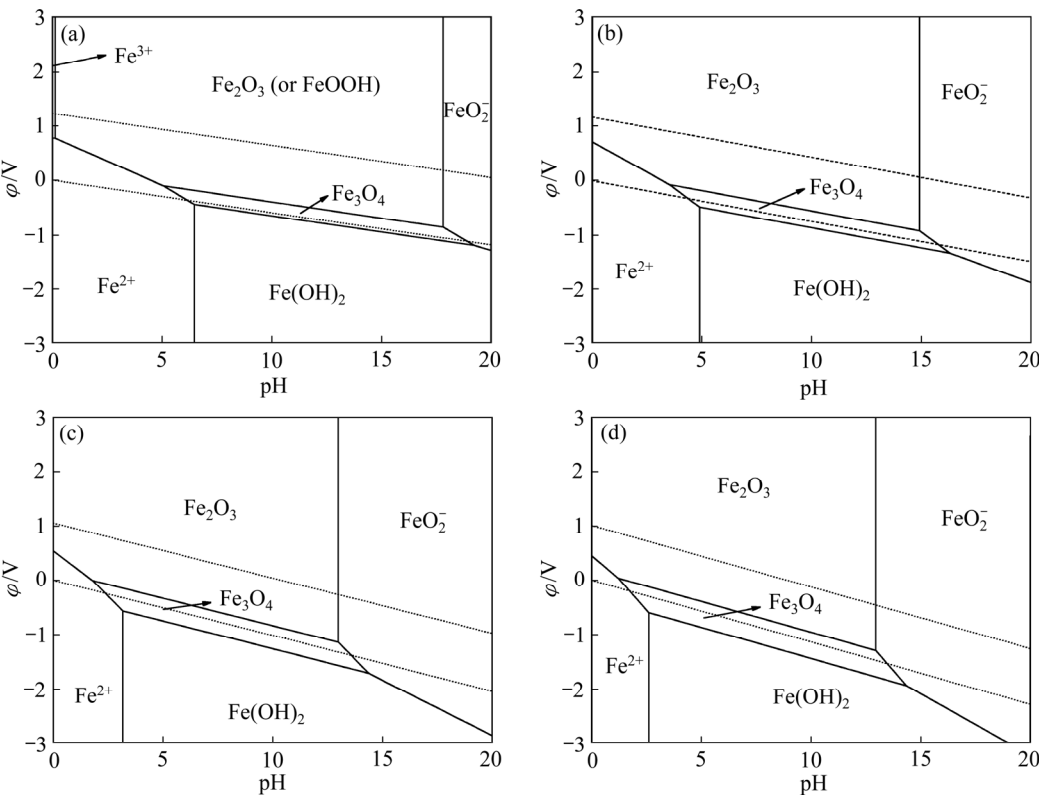 (a)
3
2
1
0
−1
−2
−3
φ/V
Fe³⁺
Fe₂O₃ (or FeOOH)
FeO₂⁻
Fe₃O₄
Fe²⁺
Fe(OH)₂
0 5 10 15 20
pH
(b)
3
2
1
0
−1
−2
−3
φ/V
Fe₂O₃
FeO₂⁻
Fe₃O₄
Fe²⁺
Fe(OH)₂
0 5 10 15 20
pH
(c)
3
2
1
0
−1
−2
−3
φ/V
Fe₂O₃
FeO₂⁻
Fe₃O₄
Fe²⁺
Fe(OH)₂
0 5 10 15 20
pH
(d)
3
2
1
0
−1
−2
−3
φ/V
Fe₂O₃
FeO₂⁻
Fe₃O₄
Fe²⁺
Fe(OH)₂
0 5 10 15 20
pH